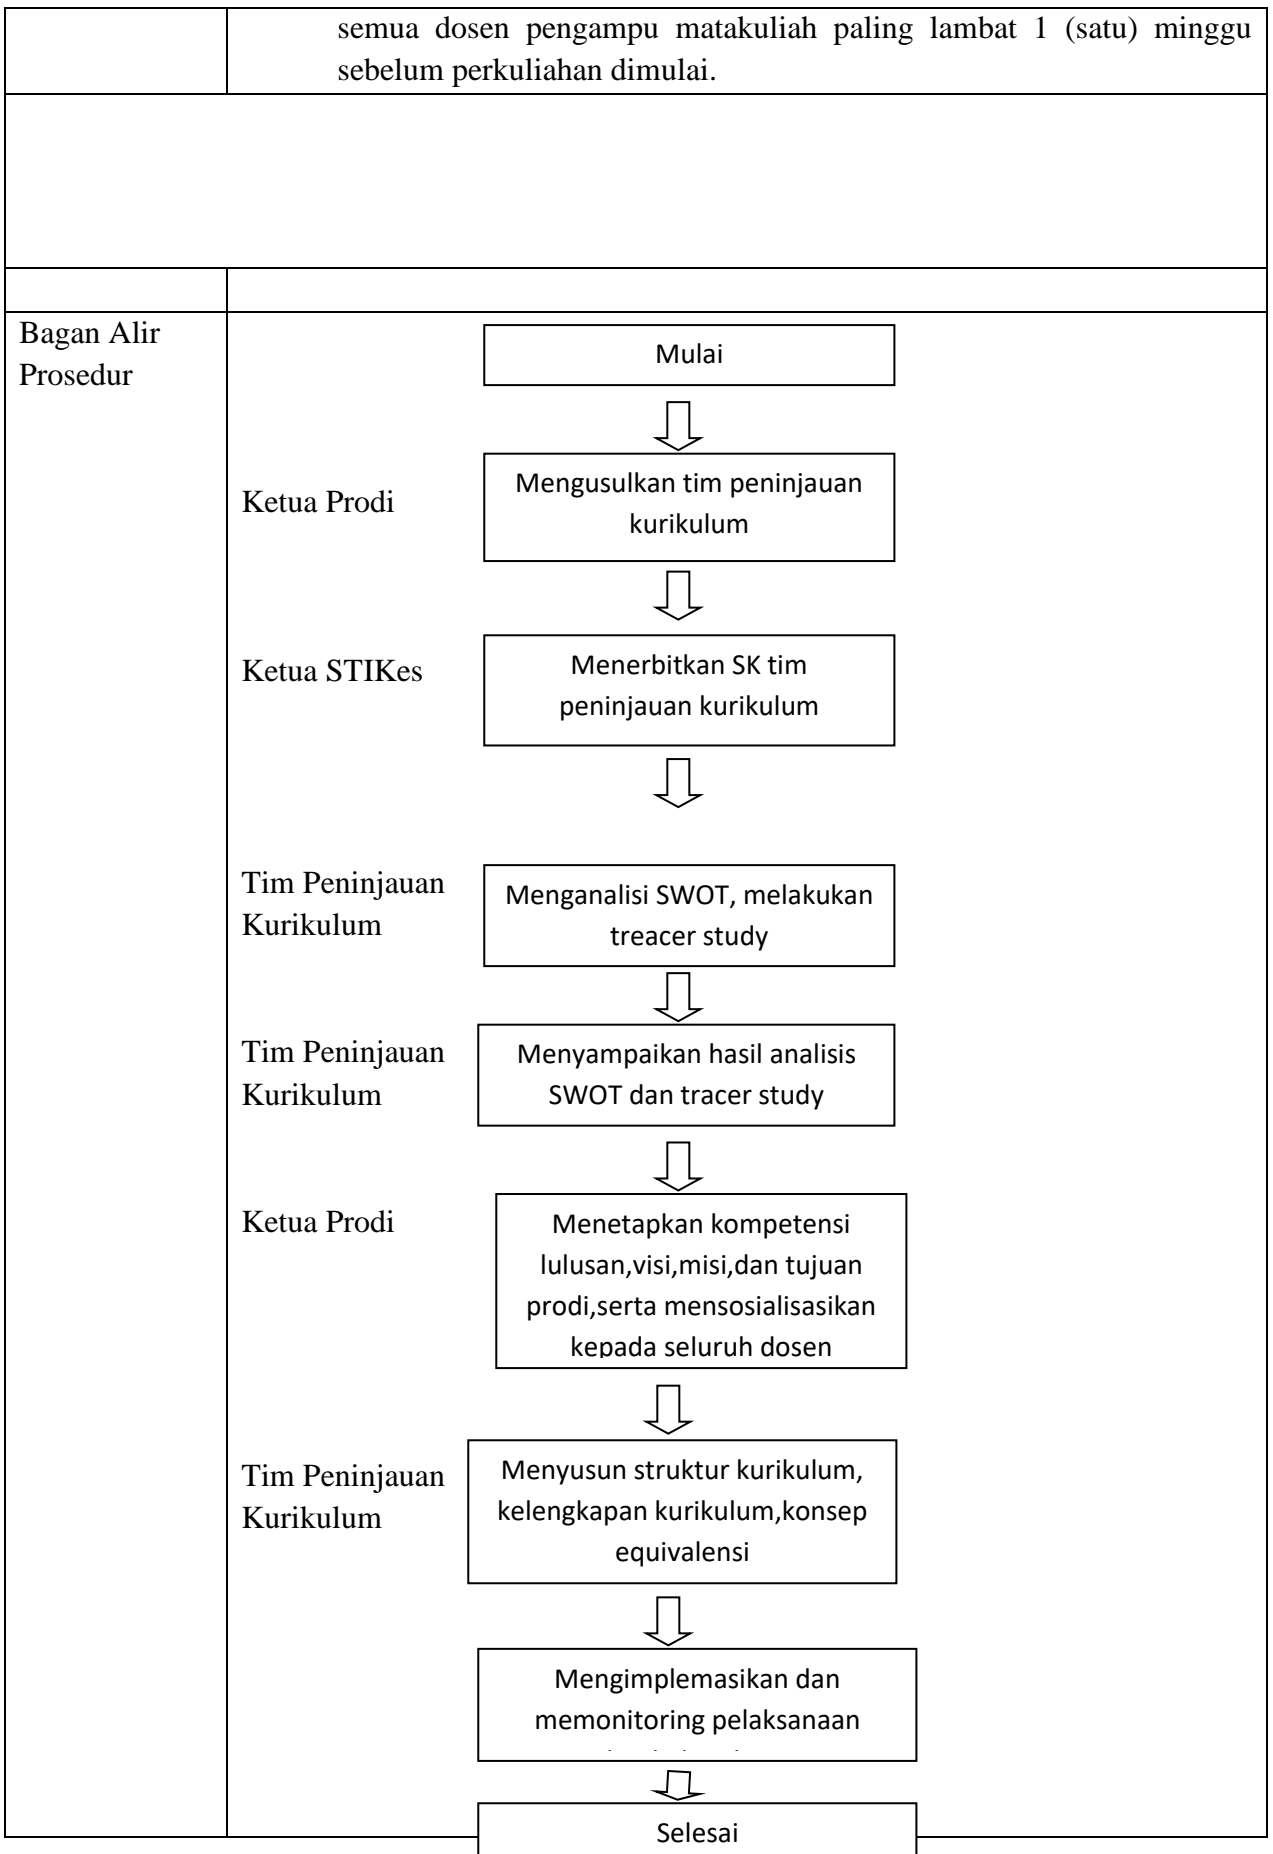 semua dosen pengampu matakuliah paling lambat 1 (satu) minggu
sebelum perkuliahan dimulai.
Bagan Alir
Prosedur
Mulai
Ketua Prodi
Mengusulkan tim peninjauan
kurikulum
Ketua STIKes
Menerbitkan SK tim
peninjauan kurikulum
Tim Peninjauan
Kurikulum
Menganalisi SWOT, melakukan
treacer study
Tim Peninjauan
Kurikulum
Menyampaikan hasil analisis
SWOT dan tracer study
Ketua Prodi
Menetapkan kompetensi
lulusan,visi,misi,dan tujuan
prodi,serta mensosialisasikan
kepada seluruh dosen
Tim Peninjauan
Kurikulum
Menyusun struktur kurikulum,
kelengkapan kurikulum,konsep
equivalensi
Mengimplemasikan dan
memonitoring pelaksanaan
Selesai